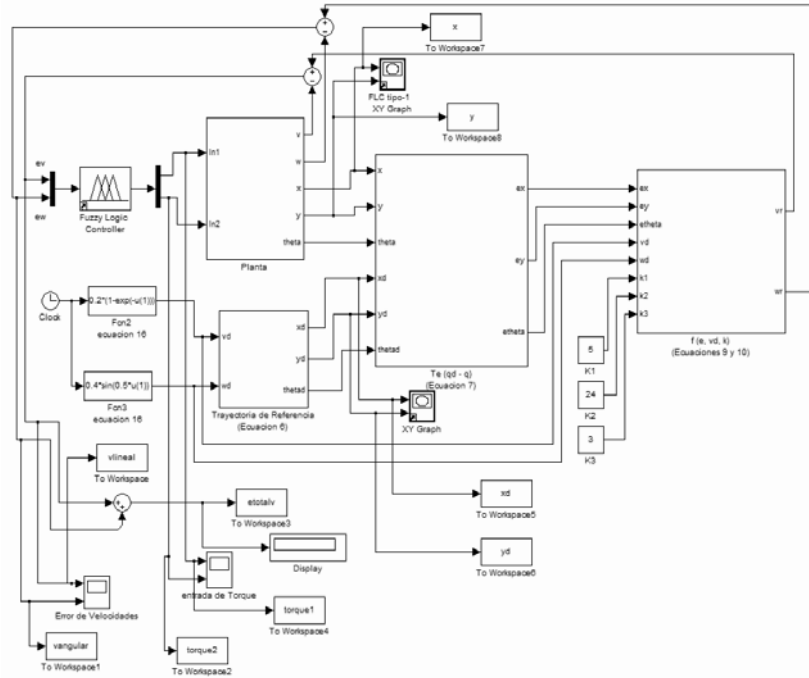 x
To Workspace7
FLC tipo-1
XY Graph
y
To Workspace8
ev
ew
Fuzzy Logic
Controller
In1
In2
v
w
x
y
theta
Planta
x
y
theta
xd
yd
thetad
ex
ey
etheta
Te (qd - q)
(Ecuacion 7)
ex
ey
etheta
vd
wd
k1
k2
k3
vr
wr
f (e, vd, k)
(Ecuaciones 9 y 10)
Clock
0.2*(1-exp(-u(1)))
Fcn2
equacion 16
0.4*sin(0.5*u(1))
Fcn3
equacion 16
vd
wd
xd
yd
thetad
Trayectoria de Referencia
(Ecuacion 6)
XY Graph
5
K1
24
K2
3
K3
vlineal
To Workspace
etotalv
To Workspace3
Display
xd
To Workspace5
yd
To Workspace6
Error de Velocidades
entrada de Torque
torque1
To Workspace4
vangular
To Workspace1
torque2
To Workspace2